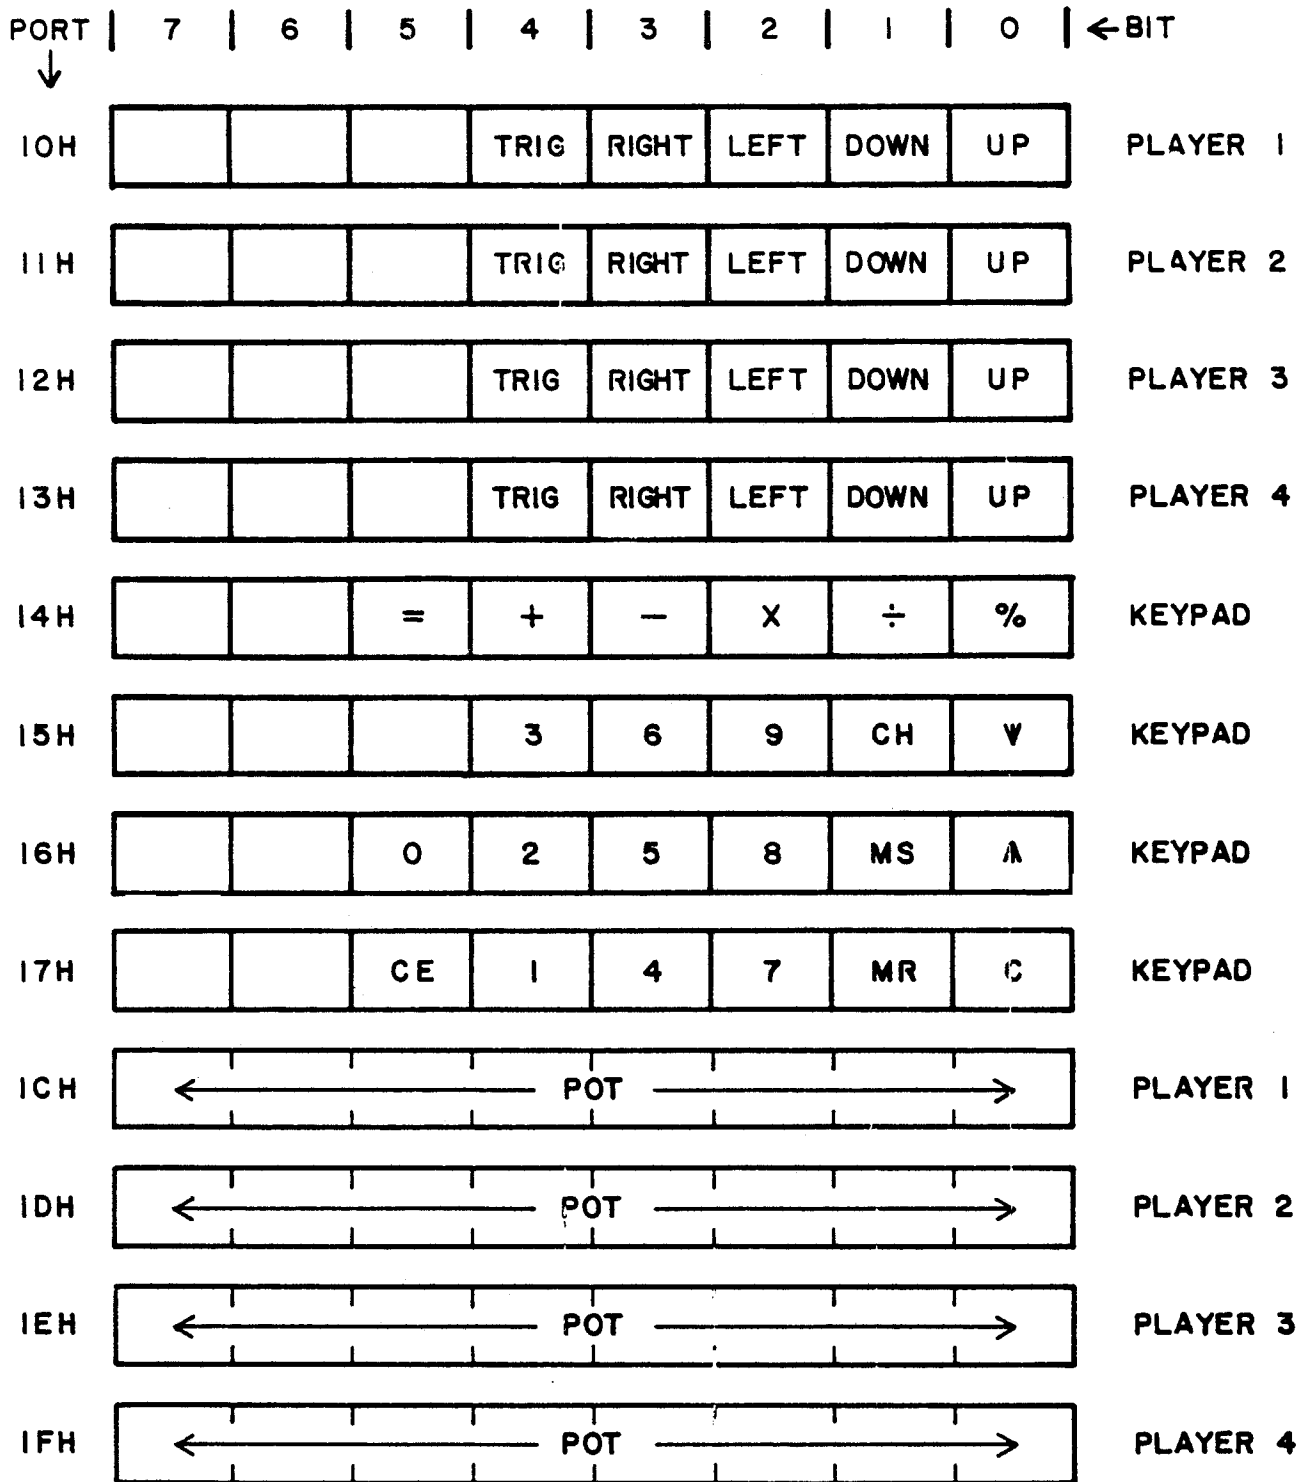 PORT | 7 | 6 | 5 | 4 | 3 | 2 | 1 | 0 | ← BIT
↓
10H TRIG RIGHT LEFT DOWN UP PLAYER 1
11H TRIG RIGHT LEFT DOWN UP PLAYER 2
12H TRIG RIGHT LEFT DOWN UP PLAYER 3
13H TRIG RIGHT LEFT DOWN UP PLAYER 4
14H = + − X ÷ % KEYPAD
15H 3 6 9 CH ↓ KEYPAD
16H 0 2 5 8 MS ↑ KEYPAD
17H CE 1 4 7 MR C KEYPAD
1CH ← POT → PLAYER 1
1DH ← POT → PLAYER 2
1EH ← POT → PLAYER 3
1FH ← POT → PLAYER 4